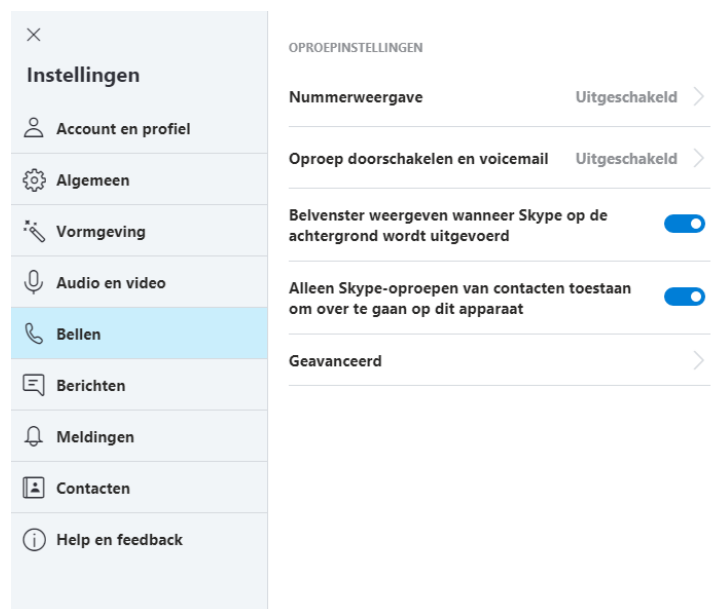 Instellingen
Account en profiel
Algemeen
Vormgeving
Audio en video
Bellen
Berichten
Meldingen
Contacten
Help en feedback
OPROEPINSTELLINGEN
Nummerweergave Uitgeschakeld
Oproep doorschakelen en voicemail Uitgeschakeld
Belvenster weergeven wanneer Skype op de
achtergrond wordt uitgevoerd
Alleen Skype-oproepen van contacten toestaan
om over te gaan op dit apparaat
Geavanceerd